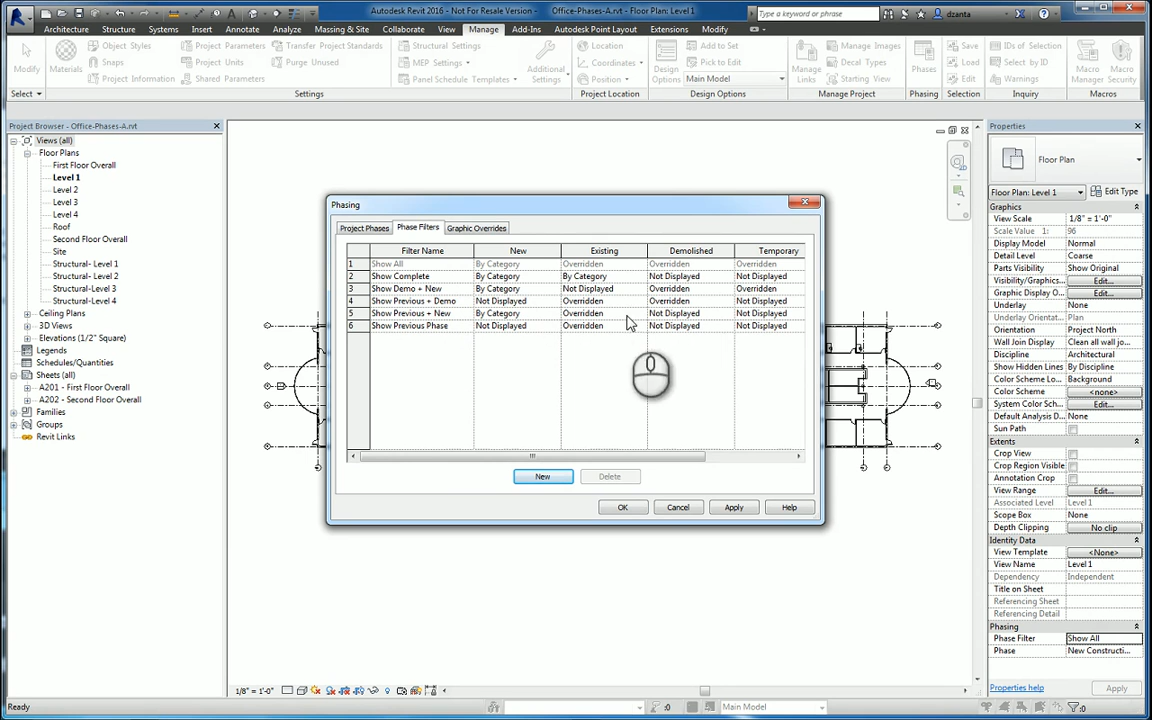 Autodesk Revit 2016 - Not For Resale Version - Office-Phases-A.rvt - Floor Plan: Level 1
Type a keyword or phrase
dzanta
Architecture Structure Systems Insert Annotate Analyze Massing & Site Collaborate View Manage Add-Ins Autodesk Point Layout Extensions Modify
Modify
Materials
Object Styles
Snaps
Project Information
Project Parameters
Project Units
Shared Parameters
Transfer Project Standards
Purge Unused
Structural Settings
MEP Settings
Panel Schedule Templates
Additional Settings
Location
Coordinates
Position
Design Options
Add to Set
Pick to Edit
Main Model
Manage Links
Manage Images
Decal Types
Starting View
Phases
Save
Load
Edit
IDs of Selection
Select by ID
Warnings
Macro Manager
Macro Security
Select Settings Project Location Design Options Manage Project Phasing Selection Inquiry Macros
Project Browser - Office-Phases-A.rvt
Views (all)
Floor Plans
First Floor Overall
Level 1
Level 2
Level 3
Level 4
Roof
Second Floor Overall
Site
Structural- Level 1
Structural- Level 2
Structural-Level 3
Structural-Level 4
Ceiling Plans
3D Views
Elevations (1/2" Square)
Legends
Schedules/Quantities
Sheets (all)
A201 - First Floor Overall
A202 - Second Floor Overall
Families
Groups
Revit Links
Phasing
Project Phases Phase Filters Graphic Overrides
Filter Name New Existing Demolished Temporary
1 Show All By Category Overridden Overridden Overridden
2 Show Complete By Category By Category Not Displayed Not Displayed
3 Show Demo + New By Category Not Displayed Overridden Overridden
4 Show Previous + Demo Not Displayed Overridden Overridden Not Displayed
5 Show Previous + New By Category Overridden Not Displayed Not Displayed
6 Show Previous Phase Not Displayed Overridden Not Displayed Not Displayed
New Delete
OK Cancel Apply Help
Properties
Floor Plan
Floor Plan: Level 1 Edit Type
Graphics
View Scale 1/8" = 1'-0"
Scale Value 1: 96
Display Model Normal
Detail Level Coarse
Parts Visibility Show Original
Visibility/Graphics Edit...
Graphic Display O... Edit...
Underlay None
Underlay Orientat... Plan
Orientation Project North
Wall Join Display Clean all wall jo...
Discipline Architectural
Show Hidden Lines By Discipline
Color Scheme Lo... Background
Color Scheme <none>
System Color Sch... Edit...
Default Analysis D... None
Sun Path
Extents
Crop View
Crop Region Visible
Annotation Crop
View Range Edit...
Associated Level Level 1
Scope Box None
Depth Clipping No clip
Identity Data
View Template <None>
View Name Level 1
Dependency Independent
Title on Sheet
Referencing Sheet
Referencing Detail
Phasing
Phase Filter Show All
Phase New Constructi...
Properties help Apply
1/8" = 1'-0"
Ready :0 Main Model :0